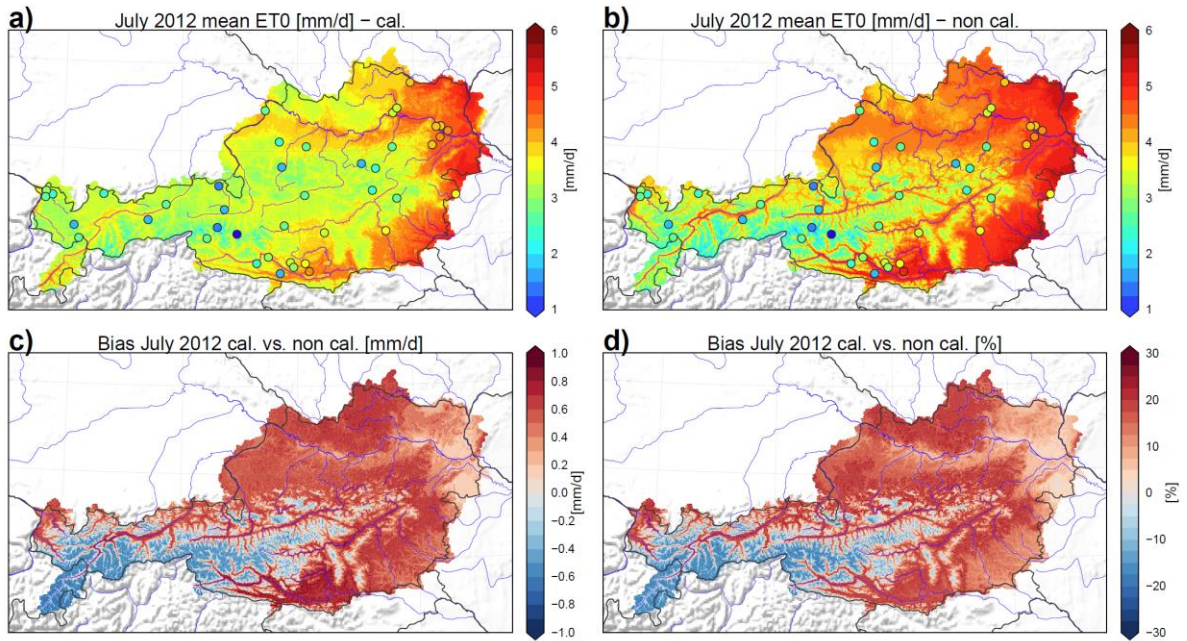 a)
July 2012 mean ET0 [mm/d] – cal.
6
5
4
3
2
1
[mm/d]
b)
July 2012 mean ET0 [mm/d] – non cal.
6
5
4
3
2
1
[mm/d]
c)
Bias July 2012 cal. vs. non cal. [mm/d]
1.0
0.8
0.6
0.4
0.2
0.0
−0.2
−0.4
−0.6
−0.8
−1.0
[mm/d]
d)
Bias July 2012 cal. vs. non cal. [%]
30
20
10
0
−10
−20
−30
[%]